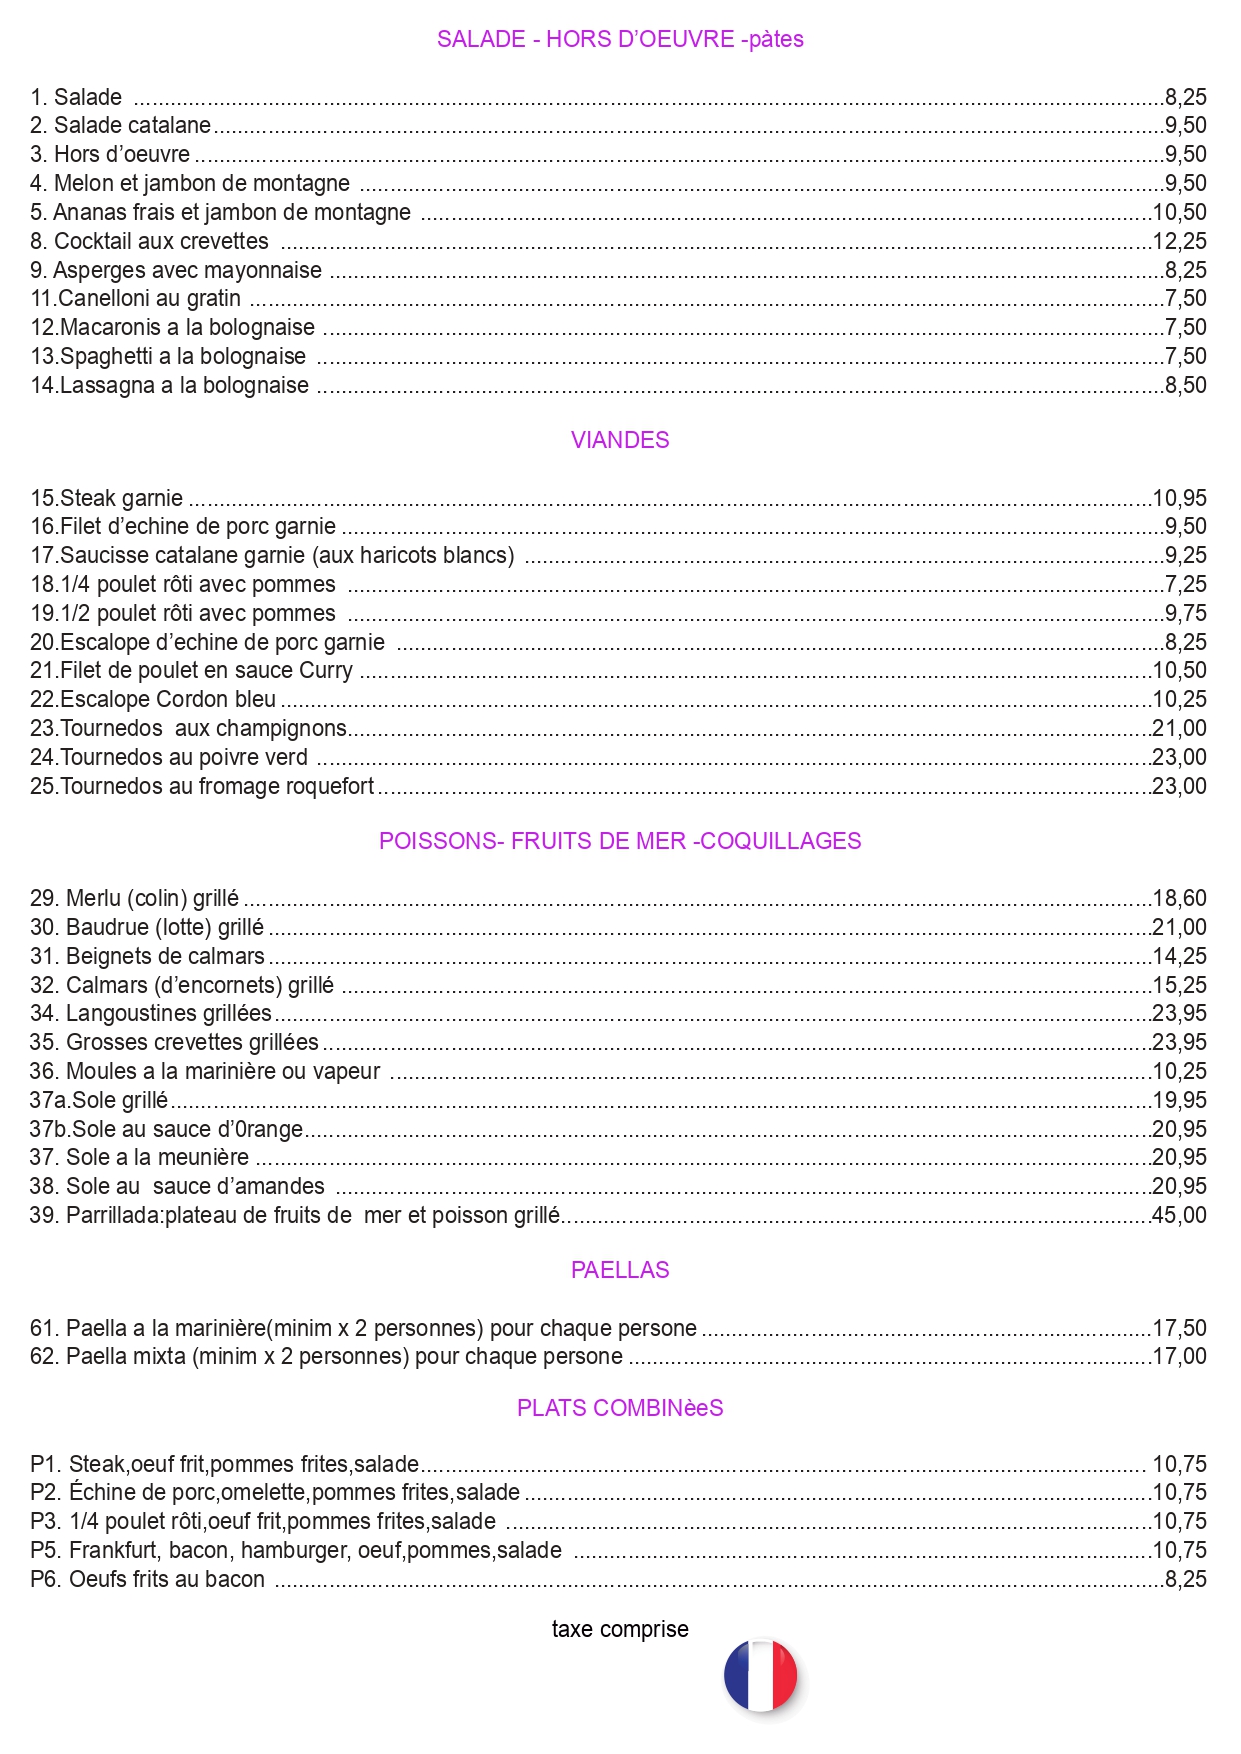 SALADE - HORS D’OEUVRE -pàtes
1. Salade ........8,25
2. Salade catalane........9,50
3. Hors d’oeuvre ........9,50
4. Melon et jambon de montagne ........9,50
5. Ananas frais et jambon de montagne ........10,50
8. Cocktail aux crevettes ........12,25
9. Asperges avec mayonnaise ........8,25
11.Canelloni au gratin ........7,50
12.Macaronis a la bolognaise ........7,50
13.Spaghetti a la bolognaise ........7,50
14.Lassagna a la bolognaise ........8,50
VIANDES
15.Steak garnie ........10,95
16.Filet d’echine de porc garnie ........9,50
17.Saucisse catalane garnie (aux haricots blancs) ........9,25
18.1/4 poulet rôti avec pommes ........7,25
19.1/2 poulet rôti avec pommes ........9,75
20.Escalope d’echine de porc garnie ........8,25
21.Filet de poulet en sauce Curry ........10,50
22.Escalope Cordon bleu ........10,25
23.Tournedos aux champignons........21,00
24.Tournedos au poivre verd ........23,00
25.Tournedos au fromage roquefort ........23,00
POISSONS- FRUITS DE MER -COQUILLAGES
29. Merlu (colin) grillé ........18,60
30. Baudrue (lotte) grillé ........21,00
31. Beignets de calmars ........14,25
32. Calmars (d’encornets) grillé ........15,25
34. Langoustines grillées ........23,95
35. Grosses crevettes grillées ........23,95
36. Moules a la marinière ou vapeur ........10,25
37a.Sole grillé........19,95
37b.Sole au sauce d’0range........20,95
37. Sole a la meunière ........20,95
38. Sole au sauce d’amandes ........20,95
39. Parrillada:plateau de fruits de mer et poisson grillé........45,00
PAELLAS
61. Paella a la marinière(minim x 2 personnes) pour chaque persone ........17,50
62. Paella mixta (minim x 2 personnes) pour chaque persone ........17,00
PLATS COMBINèeS
P1. Steak,oeuf frit,pommes frites,salade........ 10,75
P2. Échine de porc,omelette,pommes frites,salade ........10,75
P3. 1/4 poulet rôti,oeuf frit,pommes frites,salade ........10,75
P5. Frankfurt, bacon, hamburger, oeuf,pommes,salade ........10,75
P6. Oeufs frits au bacon ........8,25
taxe comprise